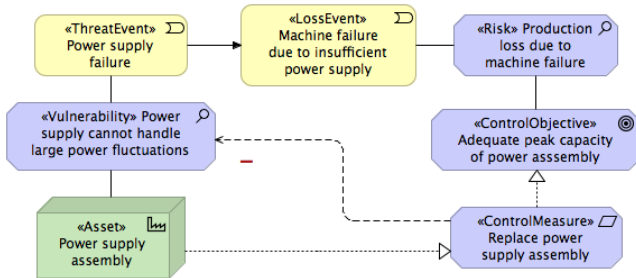 «ThreatEvent»
Power supply
failure
«LossEvent»
Machine failure
due to insufficient
power supply
«Risk» Production
loss due to
machine failure
«Vulnerability» Power
supply cannot handle
large power fluctuations
«ControlObjective»
Adequate peak capacity
of power asssembly
«Asset»
Power supply
assembly
«ControlMeasure»
Replace power
supply assembly